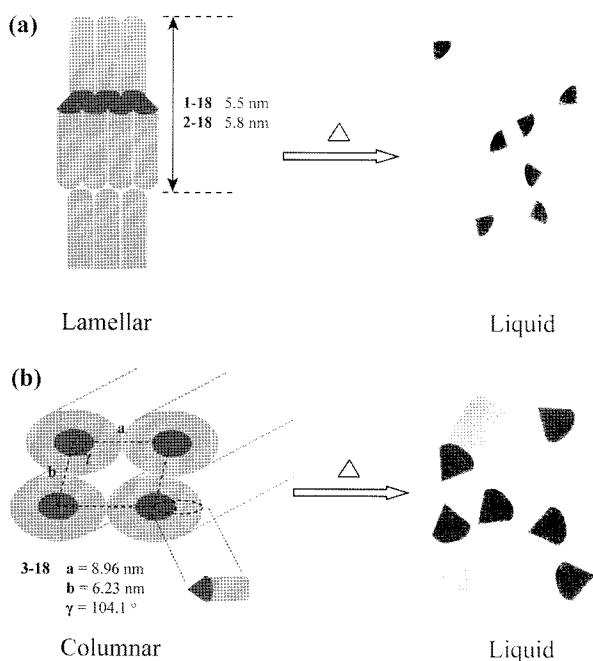 (a)
1-18 5.5 nm
2-18 5.8 nm
△
Lamellar
Liquid
(b)
a
b
γ
△
3-18 a = 8.96 nm
b = 6.23 nm
γ = 104.1 °
Columnar
Liquid